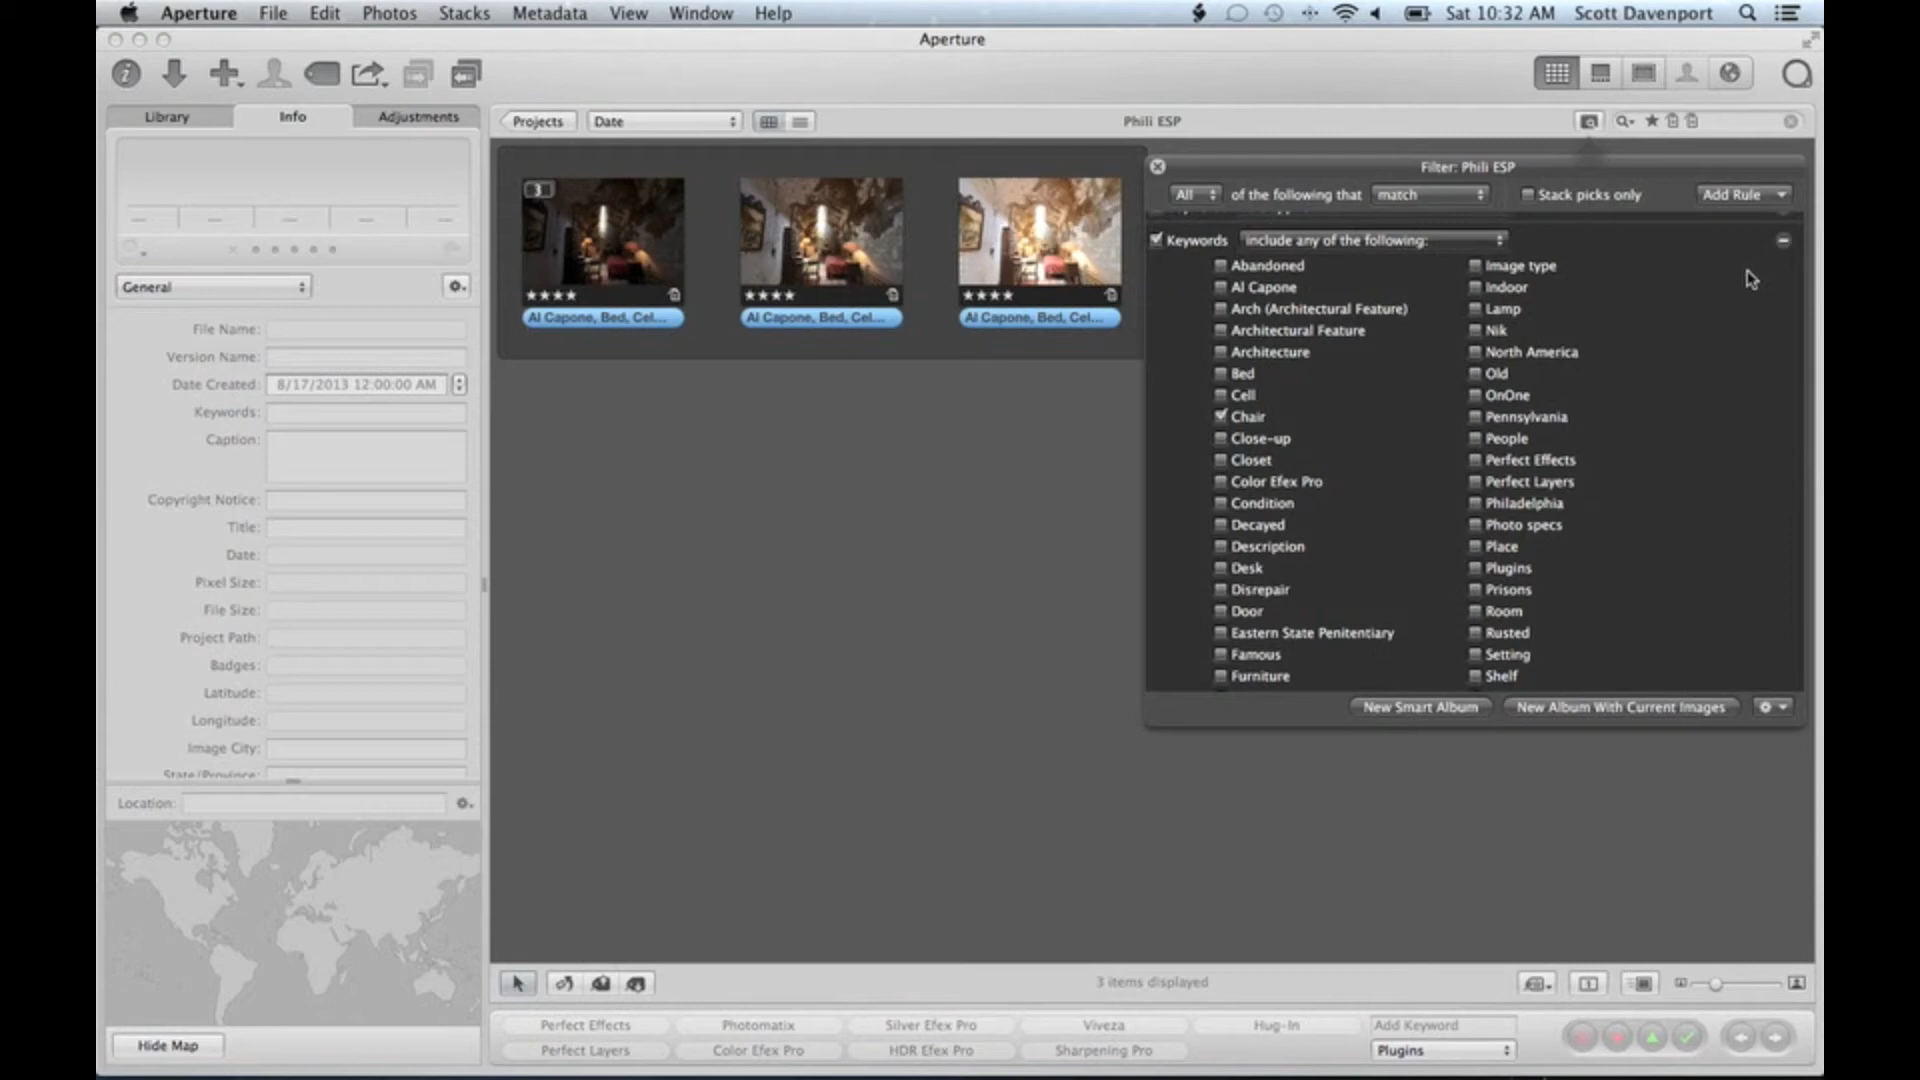 Aperture File Edit Photos Stacks Metadata View Window Help Sat 10:32 AM Scott Davenport
Aperture
Library Info Adjustments
Projects Date Phili ESP
General
File Name:
Version Name:
Date Created: 8/17/2013 12:00:00 AM
Keywords:
Caption:
Copyright Notice:
Title:
Date:
Pixel Size:
File Size:
Project Path:
Badges:
Latitude:
Longitude:
Image City:
State/Province:
Location:
Hide Map
3
Al Capone, Bed, Cel... Al Capone, Bed, Cel... Al Capone, Bed, Cel...
Filter: Phili ESP
All of the following that match Stack picks only Add Rule
Keywords include any of the following:
Abandoned Image type
Al Capone Indoor
Arch (Architectural Feature) Lamp
Architectural Feature Nik
Architecture North America
Bed Old
Cell OnOne
Chair Pennsylvania
Close-up People
Closet Perfect Effects
Color Efex Pro Perfect Layers
Condition Philadelphia
Decayed Photo specs
Description Place
Desk Plugins
Disrepair Prisons
Door Room
Eastern State Penitentiary Rusted
Famous Setting
Furniture Shelf
New Smart Album New Album With Current Images
3 items displayed
Perfect Effects Photomatix Silver Efex Pro Viveza Hug-In Add Keyword
Perfect Layers Color Efex Pro HDR Efex Pro Sharpening Pro Plugins